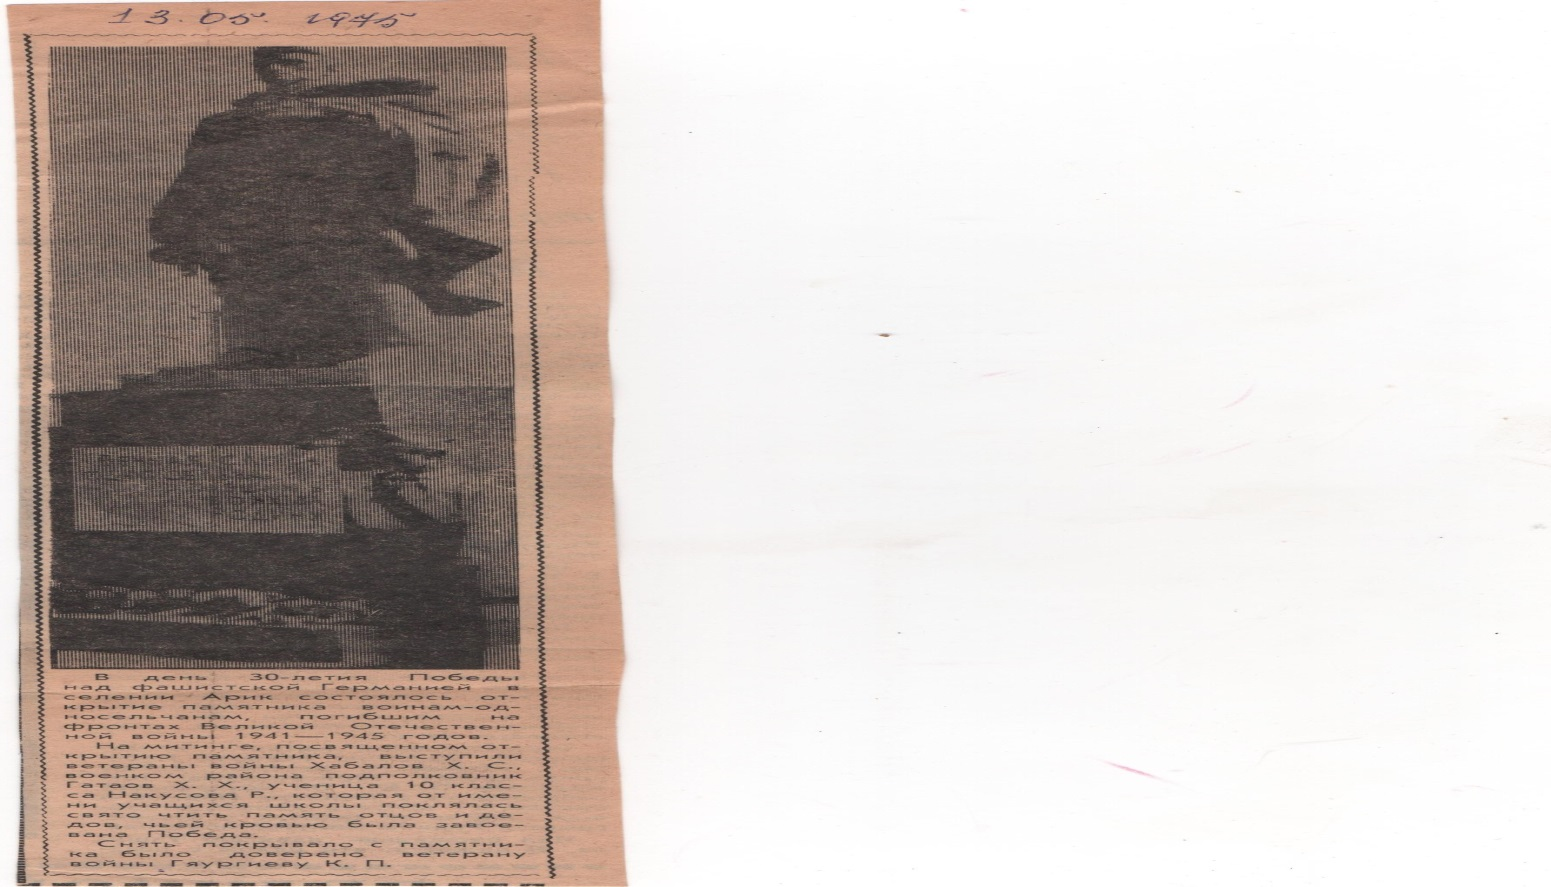 13.05.1975
В день 30-летия Победы
над фашистской Германией в
селении Арик состоялось от-
крытие памятника воинам-од-
носельчанам, погибшим на
фронтах Великой Отечествен-
ной войны 1941—1945 годов.
На митинге, посвященном от-
крытию памятника, выступили
ветераны войны Хабалов Х. С.,
военком района подполковник
Гатаов Х. Х., ученица 10 клас-
са Накусова Р., которая от име-
ни учащихся школы поклялась
свято чтить память отцов и де-
дов, чьей кровью была завое-
вана Победа.
Снять покрывало с памятни-
ка было доверено ветерану
войны Гяургиеву К. П.